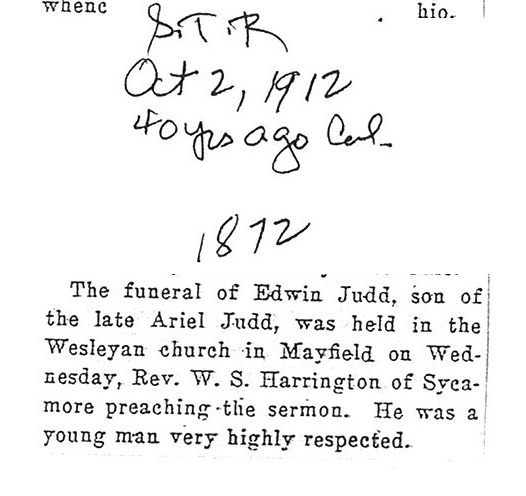 whenc hio.
S.T.R
Oct 2, 1912
40 yrs ago Col.
1872
The funeral of Edwin Judd, son of
the late Ariel Judd, was held in the
Wesleyan church in Mayfield on Wed-
nesday, Rev. W. S. Harrington of Syca-
more preaching the sermon. He was a
young man very highly respected.